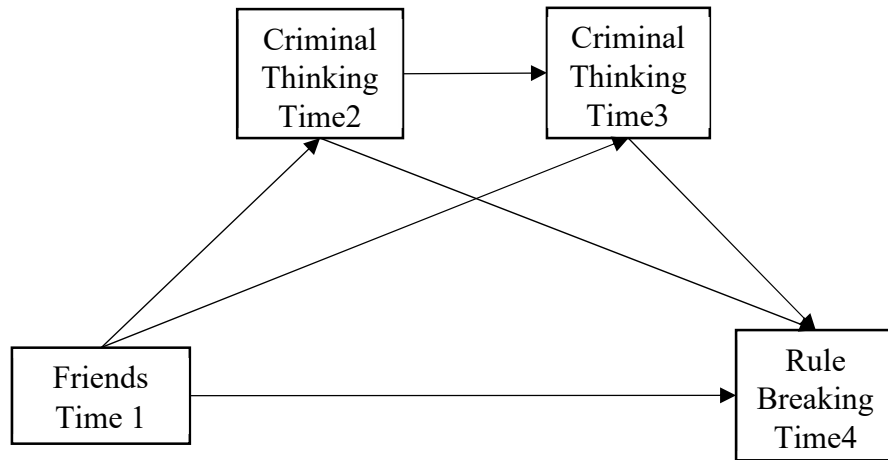 Criminal
Thinking
Time2
Criminal
Thinking
Time3
Friends
Time 1
Rule
Breaking
Time4